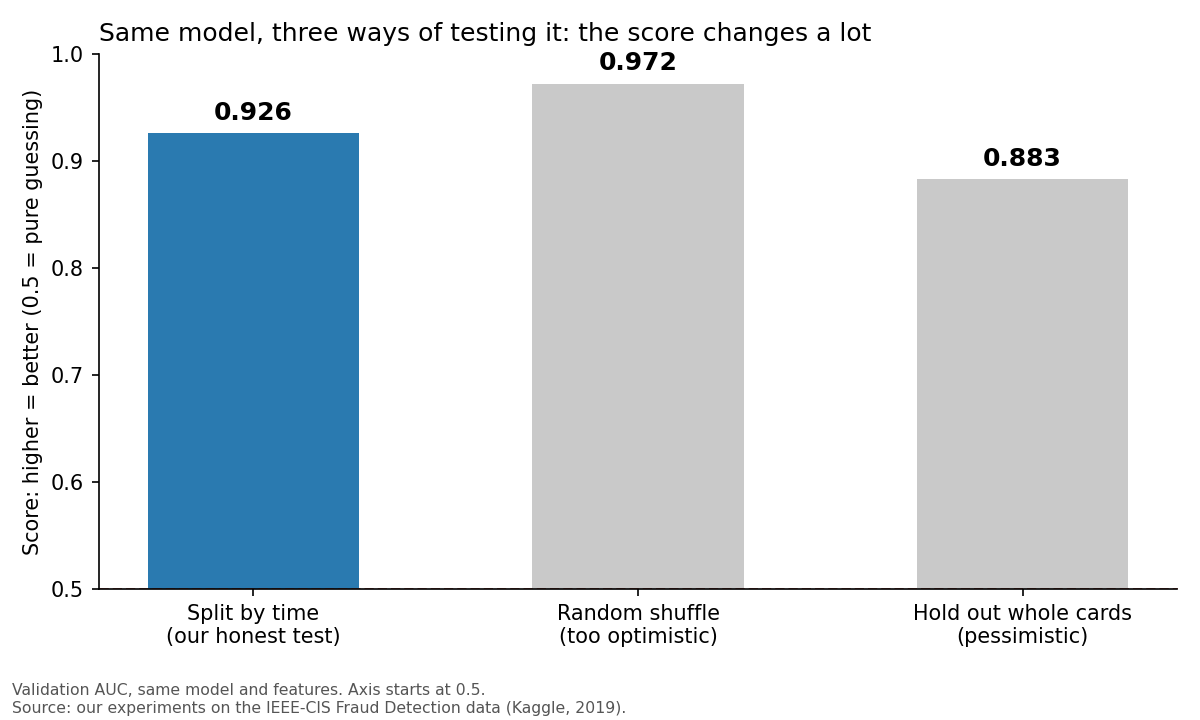 Same model, three ways of testing it: the score changes a lot
Score: higher = better (0.5 = pure guessing)
1.0
0.9
0.8
0.7
0.6
0.5
0.926
0.972
0.883
Split by time
(our honest test)
Random shuffle
(too optimistic)
Hold out whole cards
(pessimistic)
Validation AUC, same model and features. Axis starts at 0.5.
Source: our experiments on the IEEE-CIS Fraud Detection data (Kaggle, 2019).